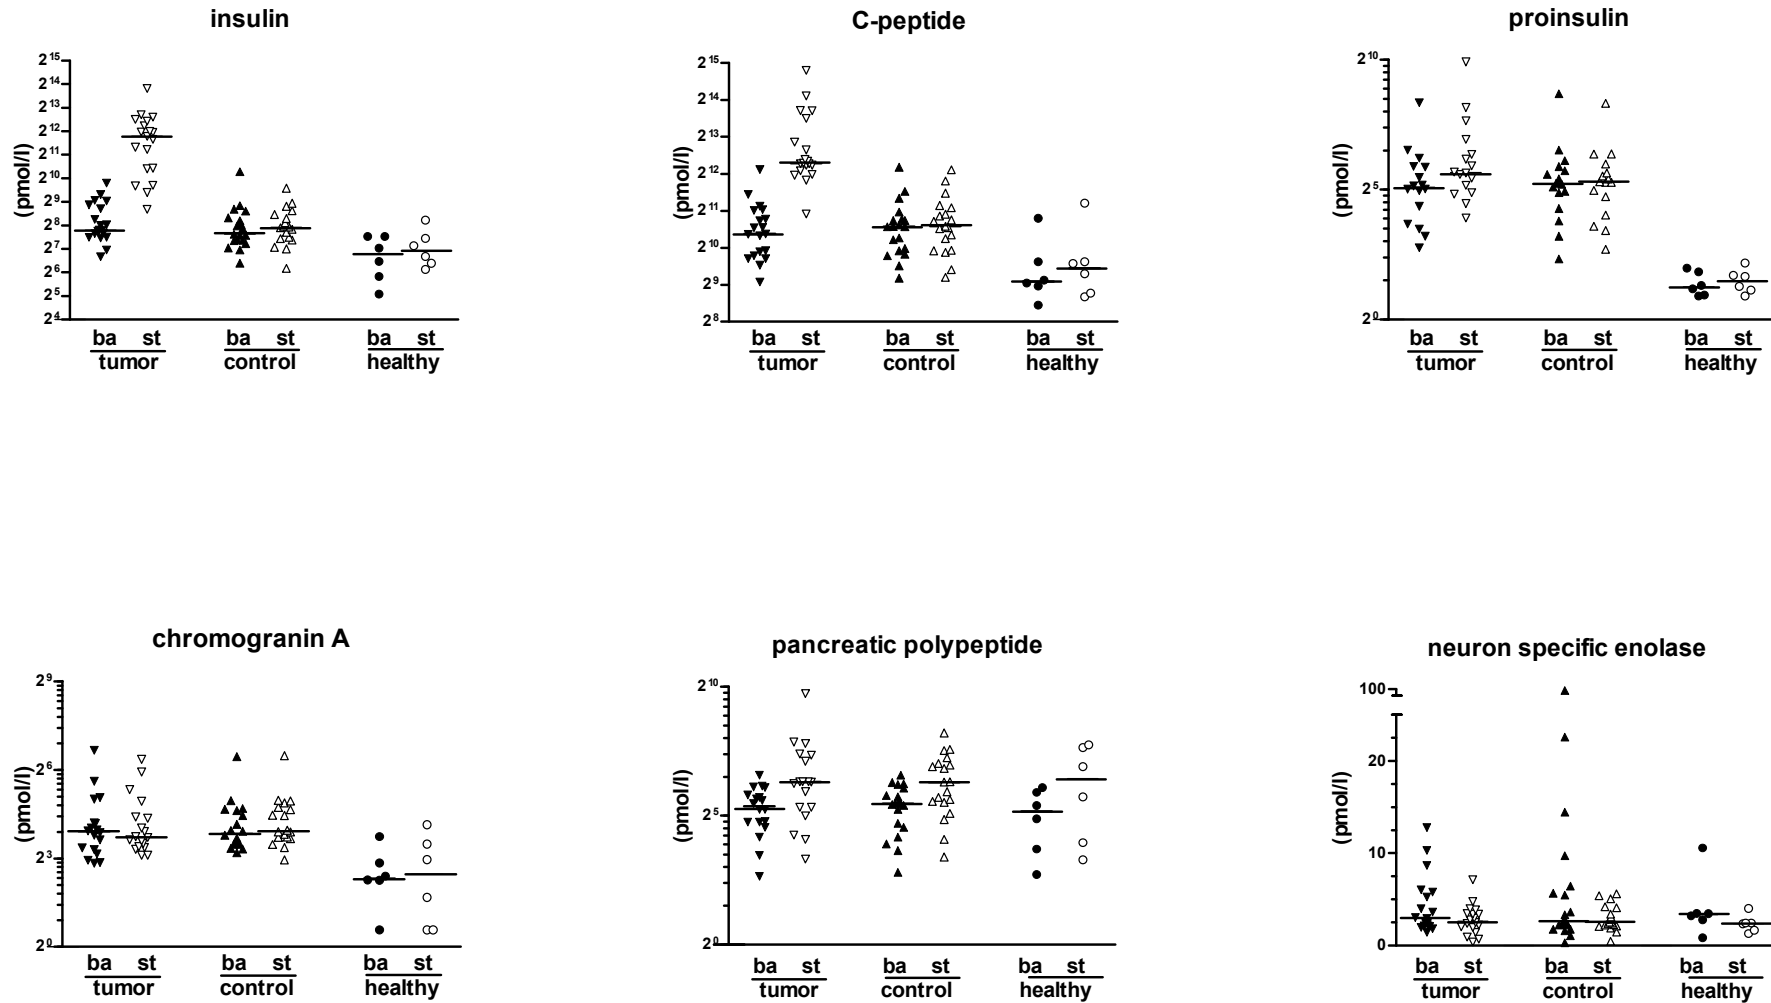 insulin
(pmol/l)
2^15
2^14
2^13
2^12
2^11
2^10
2^9
2^8
2^7
2^6
2^5
2^4
ba st ba st ba st
tumor control healthy
C-peptide
(pmol/l)
2^15
2^14
2^13
2^12
2^11
2^10
2^9
2^8
ba st ba st ba st
tumor control healthy
proinsulin
(pmol/l)
2^10
2^5
2^0
ba st ba st ba st
tumor control healthy
chromogranin A
(pmol/l)
2^9
2^6
2^3
2^0
ba st ba st ba st
tumor control healthy
pancreatic polypeptide
(pmol/l)
2^10
2^5
2^0
ba st ba st ba st
tumor control healthy
neuron specific enolase
(pmol/l)
100
20
10
0
ba st ba st ba st
tumor control healthy